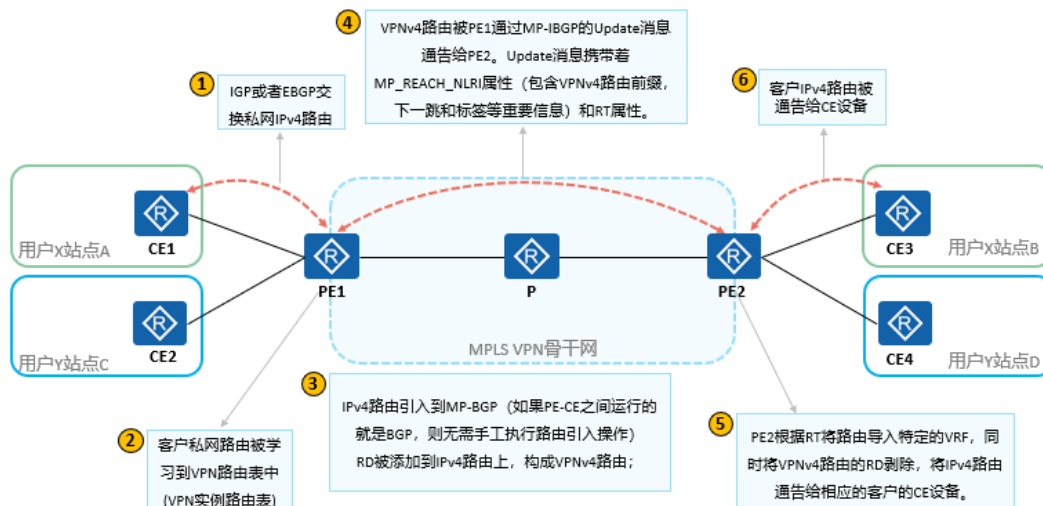 4
VPNv4路由被PE1通过MP-IBGP的Update消息
通告给PE2。Update消息携带着
MP_REACH_NLRI属性（包含VPNv4路由前缀，
下一跳和标签等重要信息）和RT属性。
1
IGP或者EBGP交
换私网IPv4路由
6
客户IPv4路由被
通告给CE设备
R
CE1
用户X站点A
R
PE1
R
P
R
PE2
R
CE3
用户X站点B
R
CE2
用户Y站点C
MPLS VPN骨干网
R
CE4
用户Y站点D
3
IPv4路由引入到MP-BGP（如果PE-CE之间运行的
就是BGP，则无需手工执行路由引入操作）
RD被添加到IPv4路由上，构成VPNv4路由；
2
客户私网路由被学
习到VPN路由表中
(VPN实例路由表)
5
PE2根据RT将路由导入特定的VRF，同
时将VPNv4路由的RD剥除，将IPv4路由
通告给相应的客户的CE设备。